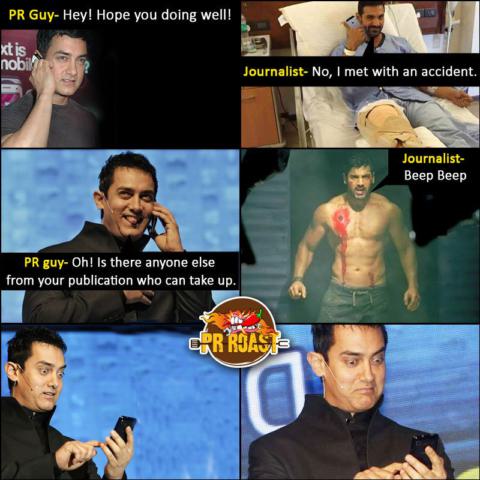 PR Guy- Hey! Hope you doing well!
Journalist- No, I met with an accident.
PR guy- Oh! Is there anyone else
from your publication who can take up.
Journalist-
Beep Beep
PR ROAST